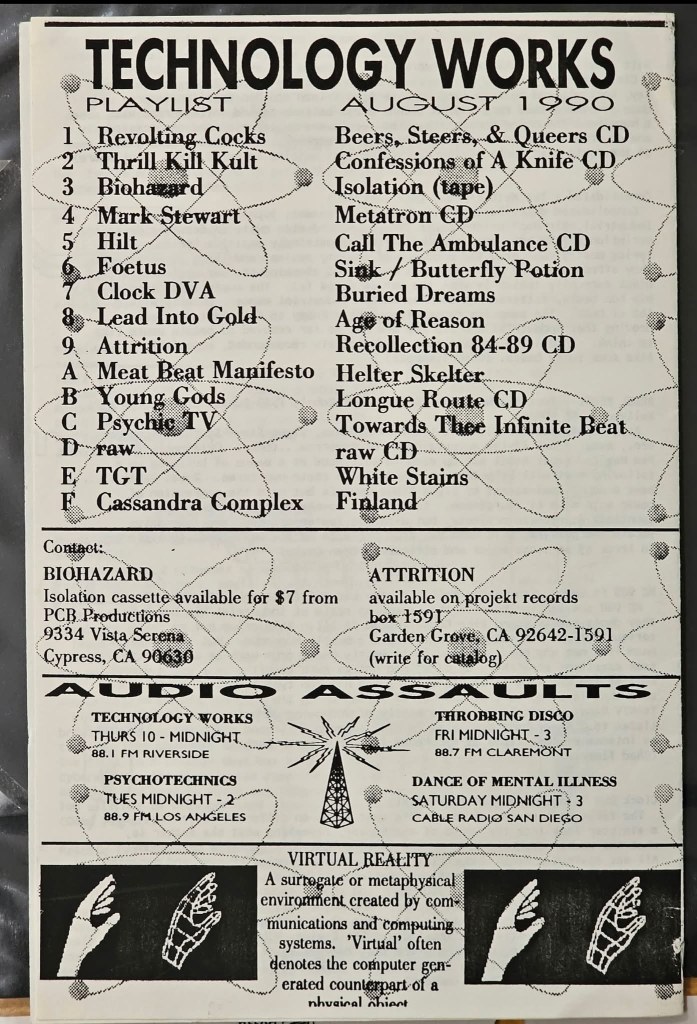 TECHNOLOGY WORKS
PLAYLIST AUGUST 1990
1 Revolting Cocks Beers, Steers, & Queers CD
2 Thrill Kill Kult Confessions of A Knife CD
3 Biohazard Isolation (tape)
4 Mark Stewart Metatron CD
5 Hilt Call The Ambulance CD
6 Foetus Sink / Butterfly Potion
7 Clock DVA Buried Dreams
8 Lead Into Gold Age of Reason
9 Attrition Recollection 84-89 CD
A Meat Beat Manifesto Helter Skelter
B Young Gods Longue Route CD
C Psychic TV Towards Thee Infinite Beat
D raw raw CD
E TGT White Stains
F Cassandra Complex Finland
Contact:
BIOHAZARD
Isolation cassette available for $7 from
PCB Productions
9334 Vista Serena
Cypress, CA 90630
ATTRITION
available on projekt records
box 1591
Garden Grove, CA 92642-1591
(write for catalog)
AUDIO ASSAULTS
TECHNOLOGY WORKS
THURS 10 - MIDNIGHT
88.1 FM RIVERSIDE
THROBBING DISCO
FRI MIDNIGHT - 3
88.7 FM CLAREMONT
PSYCHOTECHNICS
TUES MIDNIGHT - 2
88.9 FM LOS ANGELES
DANCE OF MENTAL ILLNESS
SATURDAY MIDNIGHT - 3
CABLE RADIO SAN DIEGO
VIRTUAL REALITY
A surrogate or metaphysical
environment created by com-
munications and computing
systems. 'Virtual' often
denotes the computer gen-
erated counterpart of a
physical object